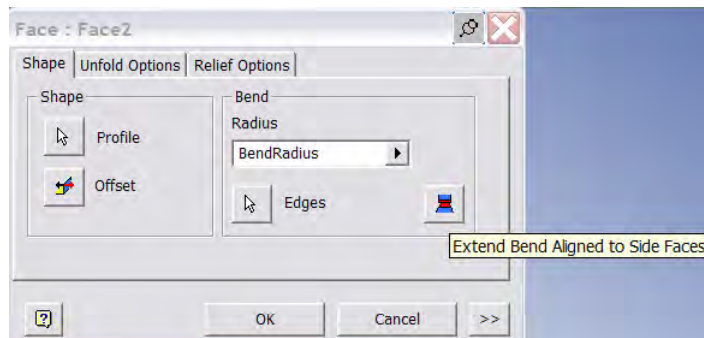 Face : Face2
Shape Unfold Options Relief Options
Shape
Profile
Offset
Bend
Radius
BendRadius
Edges
Extend Bend Aligned to Side Faces
?
OK Cancel >>